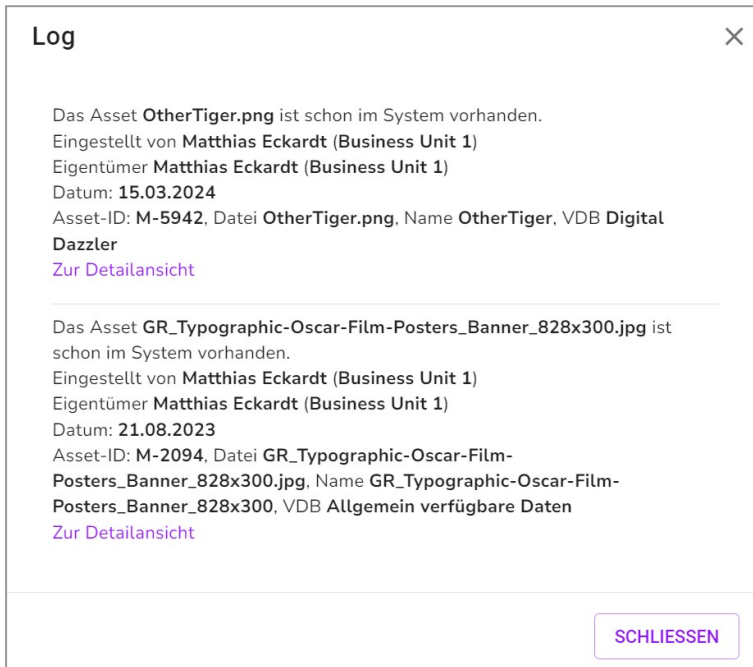 Log
Das Asset OtherTiger.png ist schon im System vorhanden.
Eingestellt von Matthias Eckardt (Business Unit 1)
Eigentümer Matthias Eckardt (Business Unit 1)
Datum: 15.03.2024
Asset-ID: M-5942, Datei OtherTiger.png, Name OtherTiger, VDB Digital
Dazzler
Zur Detailansicht
Das Asset GR_Typographic-Oscar-Film-Posters_Banner_828x300.jpg ist
schon im System vorhanden.
Eingestellt von Matthias Eckardt (Business Unit 1)
Eigentümer Matthias Eckardt (Business Unit 1)
Datum: 21.08.2023
Asset-ID: M-2094, Datei GR_Typographic-Oscar-Film-
Posters_Banner_828x300.jpg, Name GR_Typographic-Oscar-Film-
Posters_Banner_828x300, VDB Allgemein verfügbare Daten
Zur Detailansicht
SCHLIESSEN